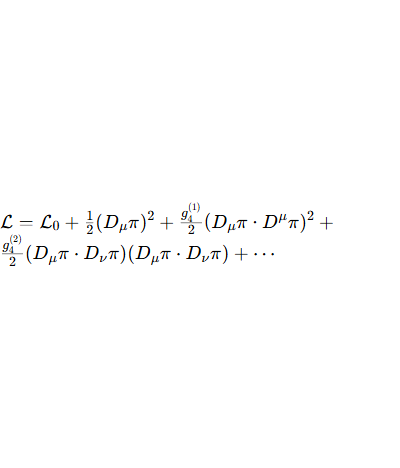 ℒ = ℒ₀ + ½(D_μπ)² + g₄⁽¹⁾/2 (D_μπ · D^μπ)² +
g₄⁽²⁾/2 (D_μπ · D_νπ)(D_μπ · D_νπ) + ⋯